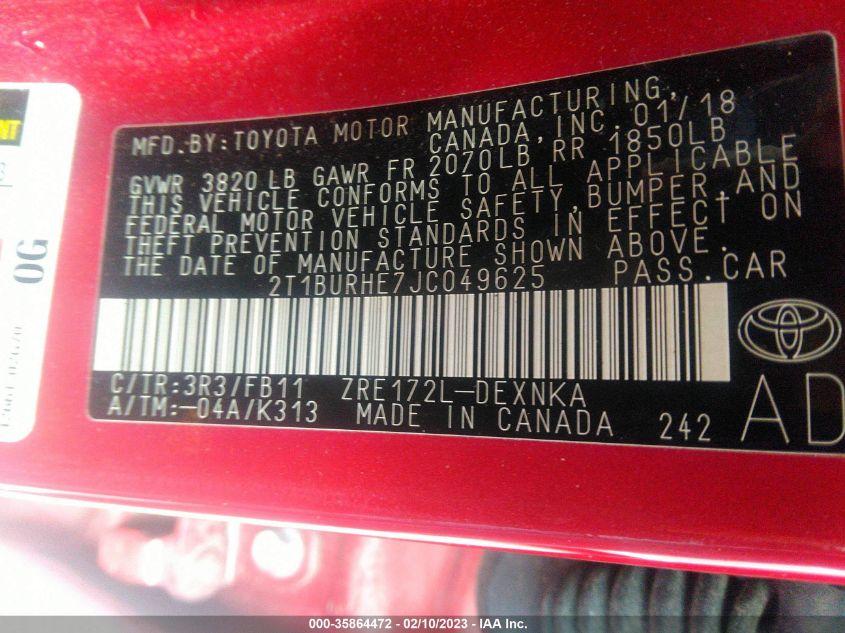 MFD.BY:TOYOTA MOTOR MANUFACTURING,
CANADA,INC.01/18
GVWR 3820 LB GAWR FR 2070LB RR 1850LB
THIS VEHICLE CONFORMS TO ALL APPLICABLE
FEDERAL MOTOR VEHICLE SAFETY,BUMPER,AND
THEFT PREVENTION STANDARDS IN EFFECT ON
THE DATE OF MANUFACTURE SHOWN ABOVE.
2T1BURHE7JC049625 PASS.CAR
C/TR:3R3/FB11 ZRE172L-DEXNKA
A/TM:-04A/K313 MADE IN CANADA 242
AD
OG
000-35864472 - 02/10/2023 - IAA Inc.